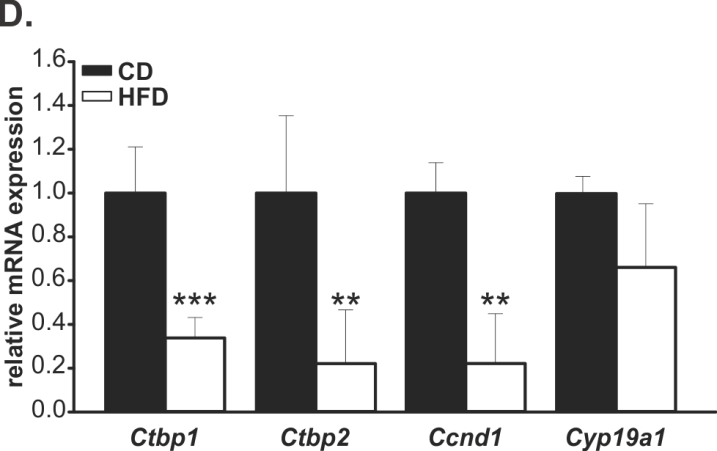 D.
1.6
CD
HFD
1.4
1.2
1.0
0.8
0.6
0.4
0.2
0.0
relative mRNA expression
***
**
**
Ctbp1 Ctbp2 Ccnd1 Cyp19a1